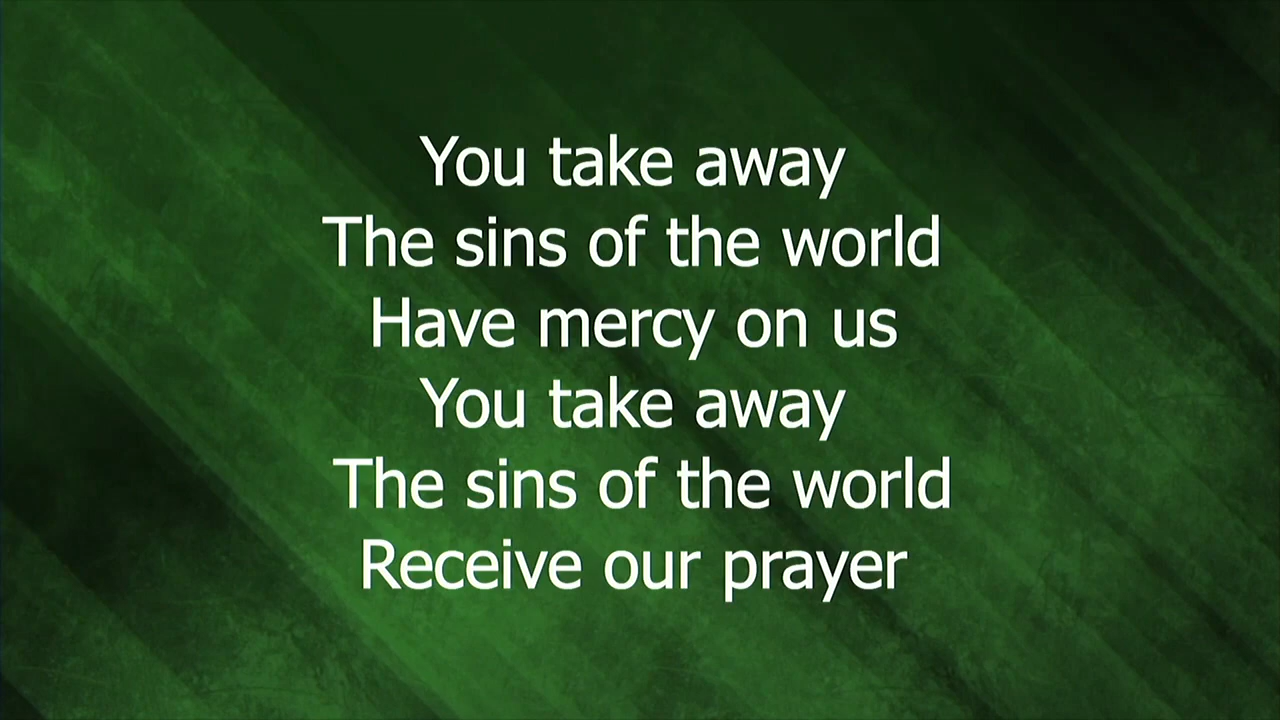 You take away
The sins of the world
Have mercy on us
You take away
The sins of the world
Receive our prayer